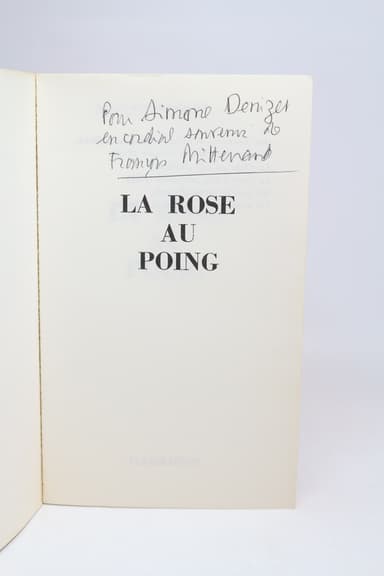 Pour Simone Denizet
en cordial souvenir de
François Mitterrand
LA ROSE
AU
POING